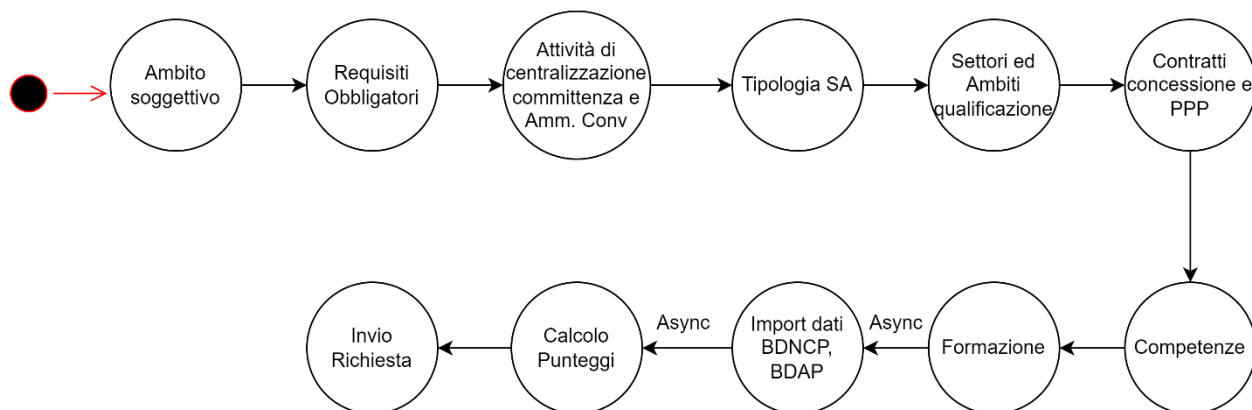 Ambito
soggettivo
Requisiti
Obbligatori
Attività di
centralizzazione
committenza e
Amm. Conv
Tipologia SA
Settori ed
Ambiti
qualificazione
Contratti
concessione e
PPP
Invio
Richiesta
Calcolo
Punteggi
Async
Import dati
BDNCP,
BDAP
Async
Formazione
Competenze